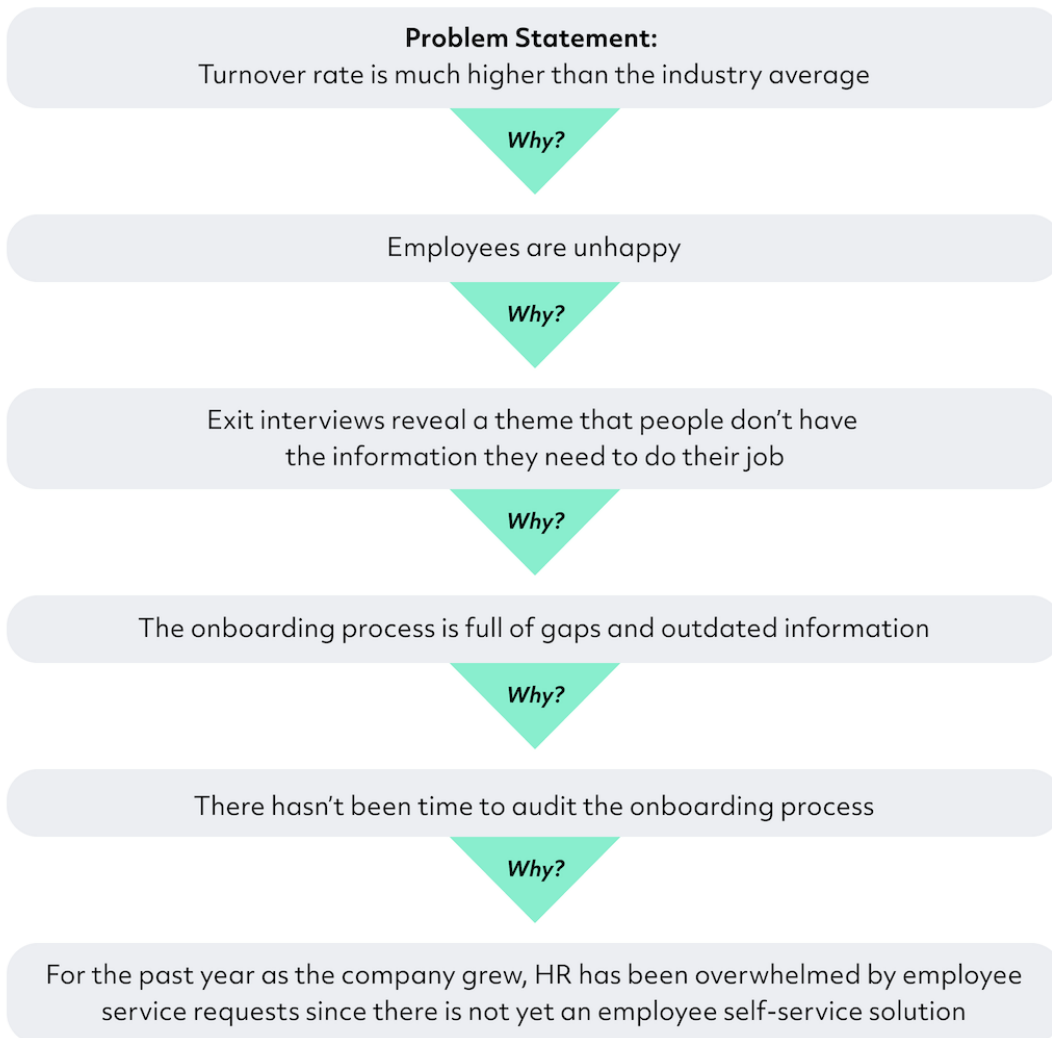 Problem Statement:
Turnover rate is much higher than the industry average
Why?
Employees are unhappy
Why?
Exit interviews reveal a theme that people don’t have
the information they need to do their job
Why?
The onboarding process is full of gaps and outdated information
Why?
There hasn’t been time to audit the onboarding process
Why?
For the past year as the company grew, HR has been overwhelmed by employee
service requests since there is not yet an employee self-service solution